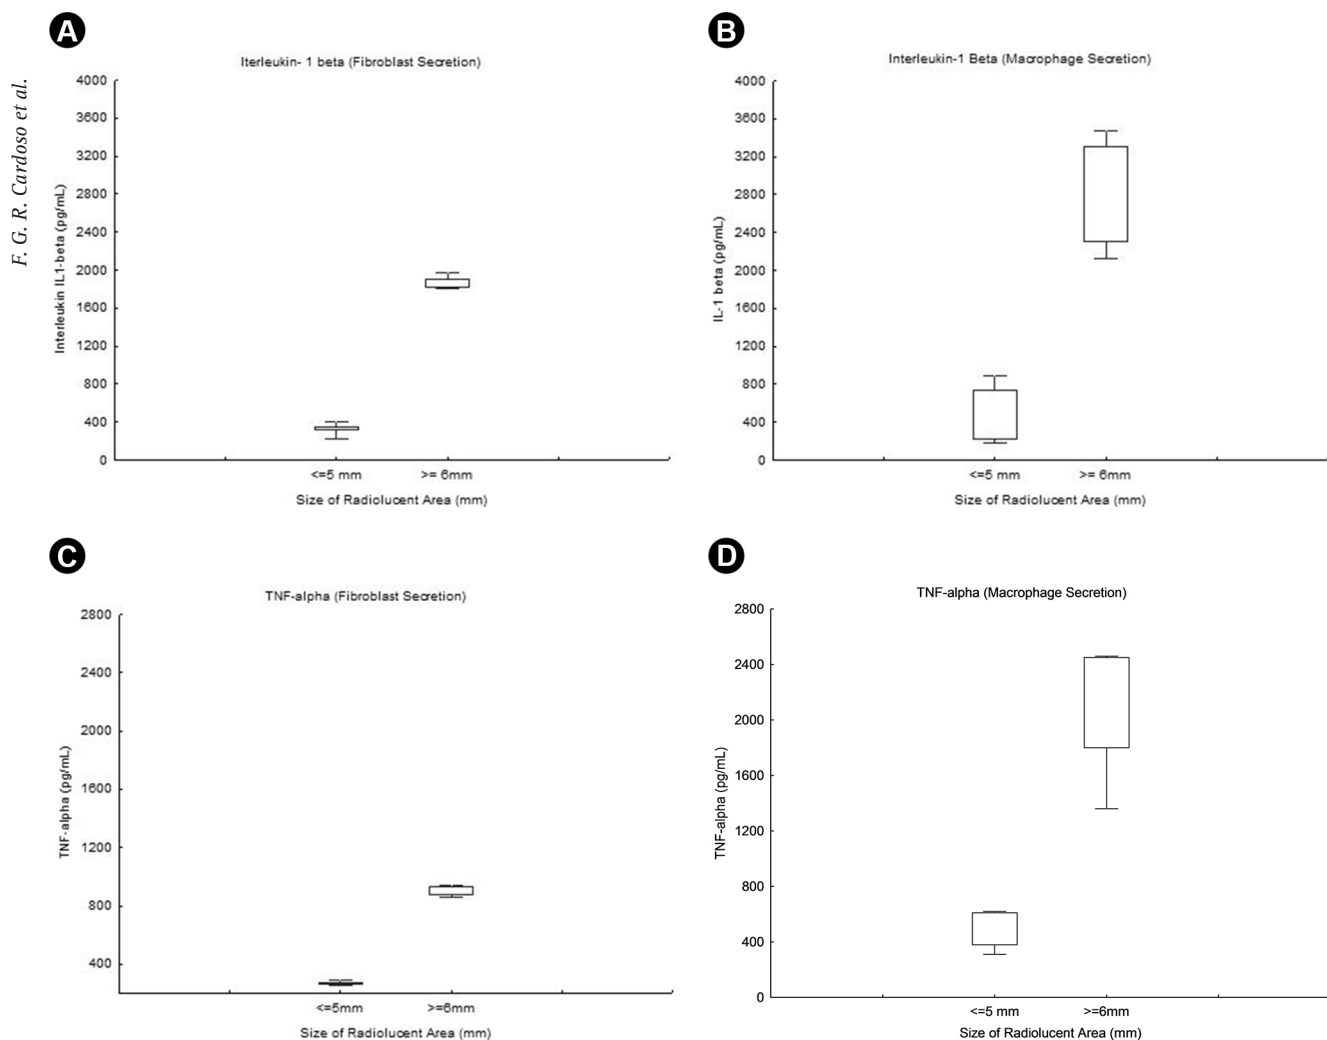 F. G. R. Cardoso et al.
A
Iterleukin- 1 beta (Fibroblast Secretion)
4000
3600
3200
2800
2400
2000
1600
1200
800
400
0
Interleukin IL1-beta (pg/mL)
<=5 mm >= 6mm
Size of Radiolucent Area (mm)
B
Interleukin-1 Beta (Macrophage Secretion)
4000
3600
3200
2800
2400
2000
1600
1200
800
400
0
IL-1 beta (pg/mL)
<=5 mm >= 6mm
Size of Radiolucent Area (mm)
C
TNF-alpha (Fibroblast Secretion)
2800
2400
2000
1600
1200
800
400
TNF-alpha (pg/mL)
<=5mm >=6mm
Size of Radiolucent Area (mm)
D
TNF-alpha (Macrophage Secretion)
2800
2400
2000
1600
1200
800
400
0
TNF-alpha (pg/mL)
<=5 mm >=6mm
Size of Radiolucent Area (mm)